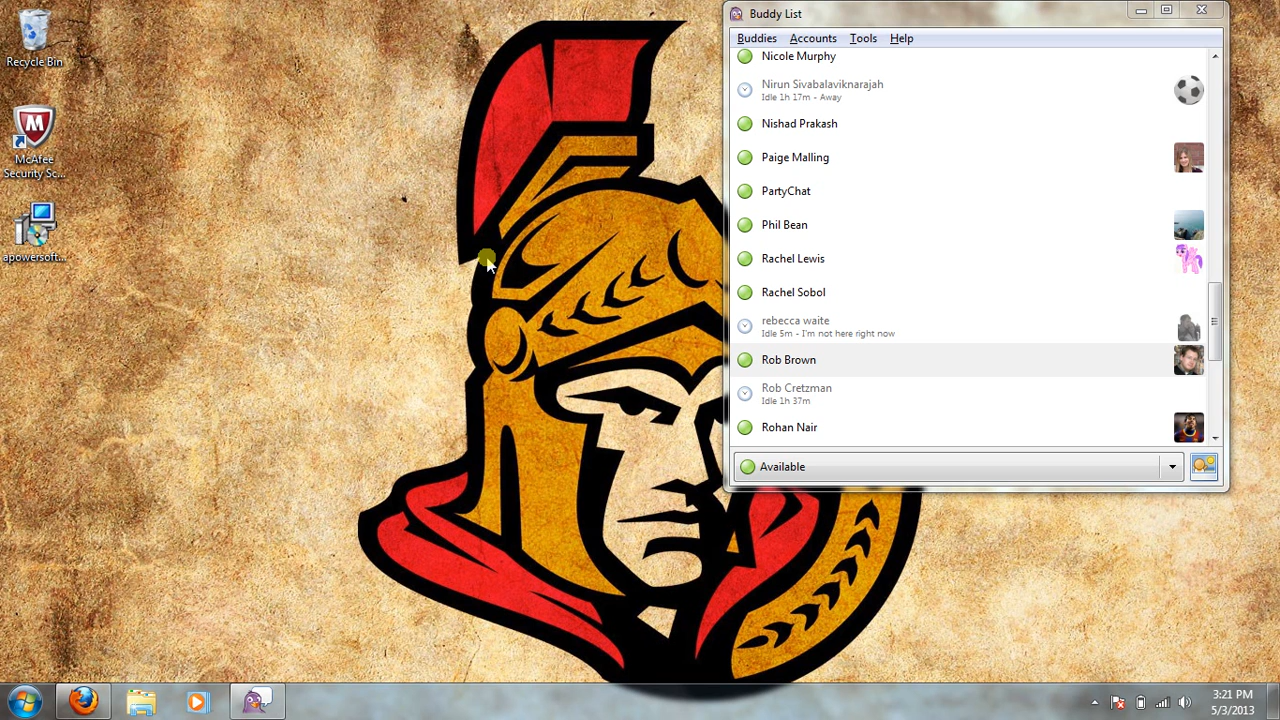 Recycle Bin
McAfee
Security Sc...
apowersoft...
Buddy List
Buddies Accounts Tools Help
Nicole Murphy
Nirun Sivabalaviknarajah
Idle 1h 17m - Away
Nishad Prakash
Paige Malling
PartyChat
Phil Bean
Rachel Lewis
Rachel Sobol
rebecca waite
Idle 5m - I'm not here right now
Rob Brown
Rob Cretzman
Idle 1h 37m
Rohan Nair
Available
3:21 PM
5/3/2013